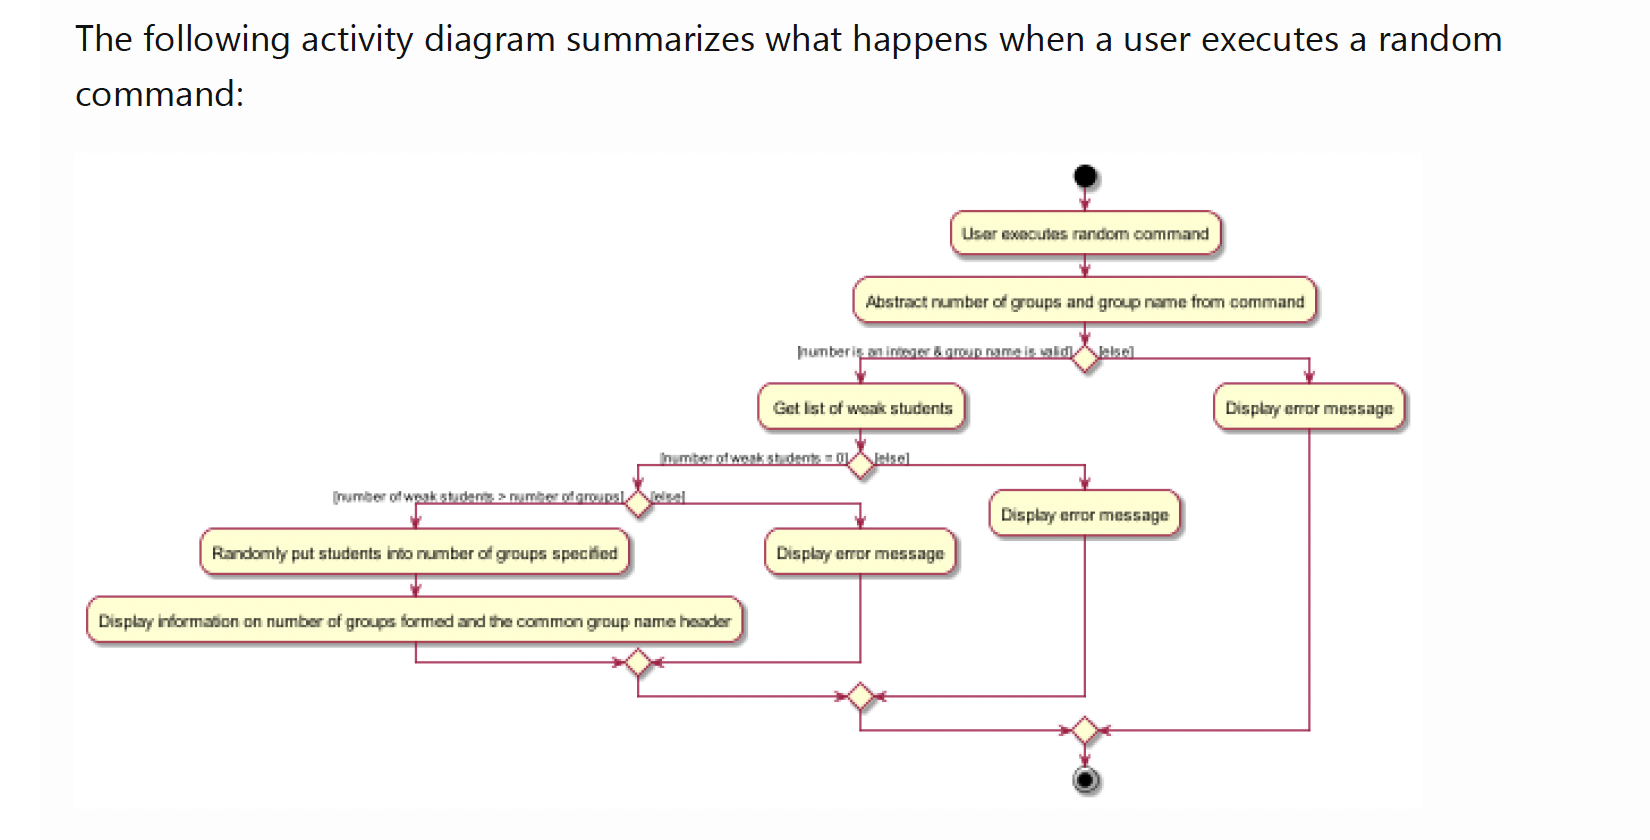 The following activity diagram summarizes what happens when a user executes a random
command:
User executes random command
Abstract number of groups and group name from command
[number is an integer & group name is valid]
[else]
Get list of weak students
Display error message
[number of weak students = 0]
[else]
[number of weak students > number of groups]
[else]
Display error message
Randomly put students into number of groups specified
Display error message
Display information on number of groups formed and the common group name header